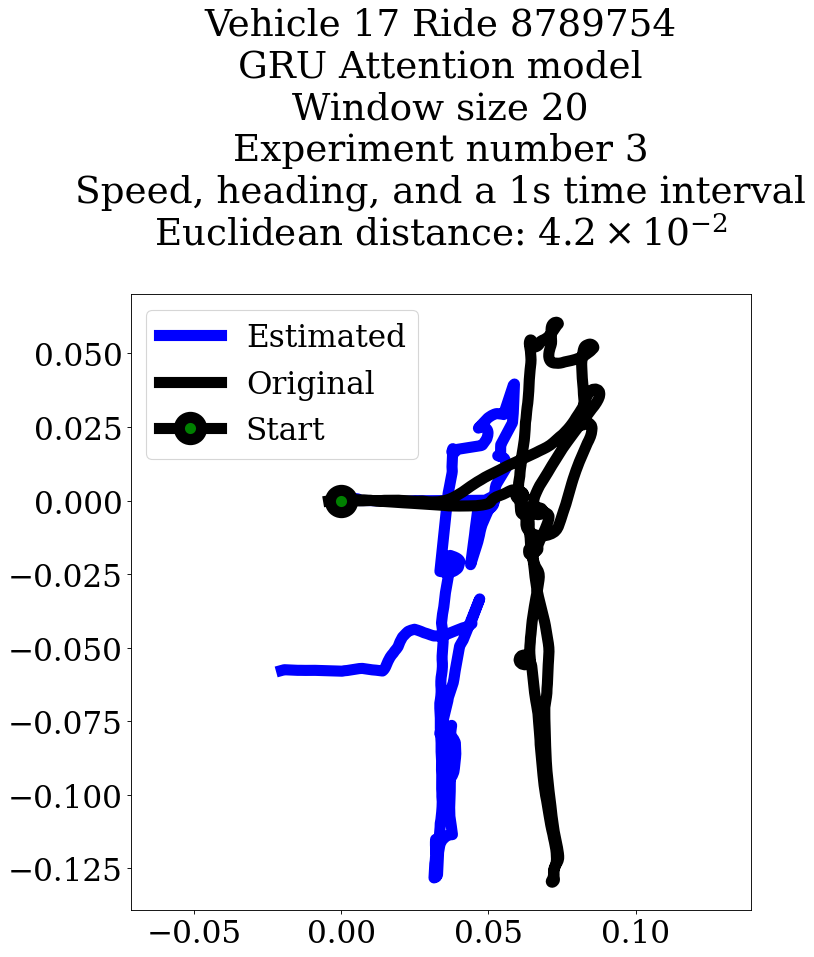 Vehicle 17 Ride 8789754
GRU Attention model
Window size 20
Experiment number 3
Speed, heading, and a 1s time interval
Euclidean distance: 4.2 × 10⁻²
Estimated
Original
Start
0.050
0.025
0.000
−0.025
−0.050
−0.075
−0.100
−0.125
−0.05 0.00 0.05 0.10